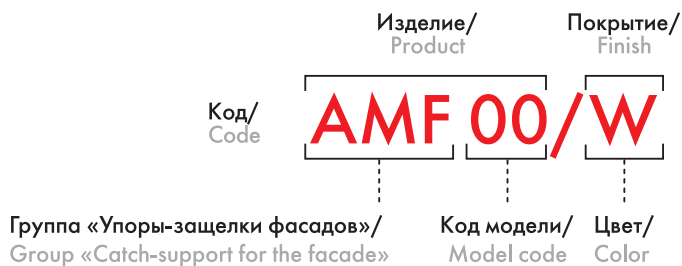 Изделие/
Product
Покрытие/
Finish
Код/
Code
AMF 00/W
Группа «Упоры-защелки фасадов»/
Group «Catch-support for the facade»
Код модели/
Model code
Цвет/
Color